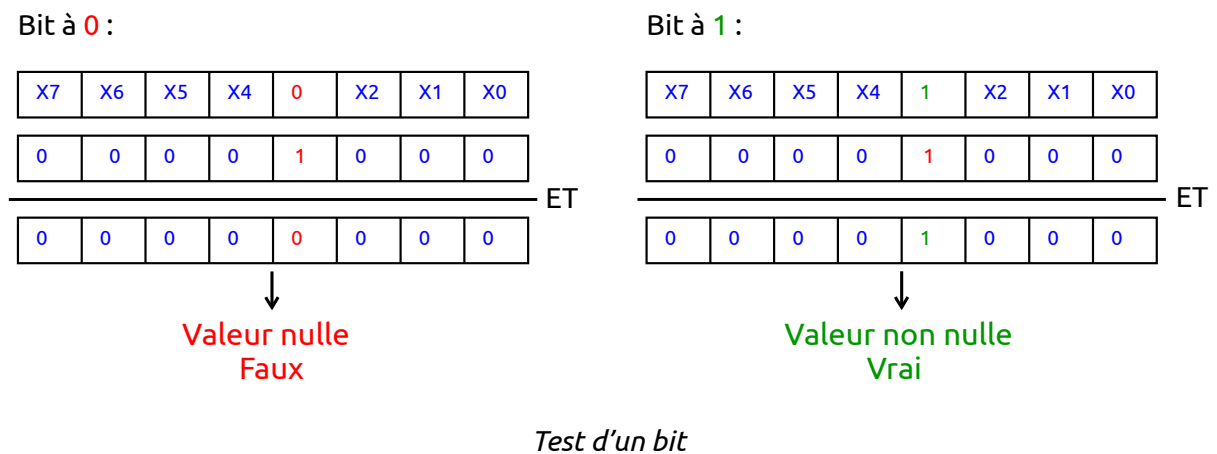 Bit à 0 :
X7 X6 X5 X4 0 X2 X1 X0
0 0 0 0 1 0 0 0
ET
0 0 0 0 0 0 0 0
Valeur nulle
Faux
Bit à 1 :
X7 X6 X5 X4 1 X2 X1 X0
0 0 0 0 1 0 0 0
ET
0 0 0 0 1 0 0 0
Valeur non nulle
Vrai
Test d’un bit